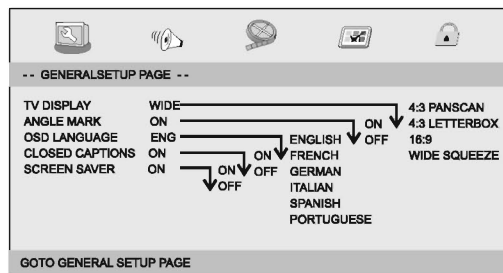 -- GENERALSETUP PAGE --
TV DISPLAY WIDE 4:3 PANSCAN
ANGLE MARK ON ON 4:3 LETTERBOX
OSD LANGUAGE ENG ENGLISH OFF 16:9
CLOSED CAPTIONS ON ON FRENCH WIDE SQUEEZE
SCREEN SAVER ON ON OFF GERMAN
OFF ITALIAN
SPANISH
PORTUGUESE
GOTO GENERAL SETUP PAGE